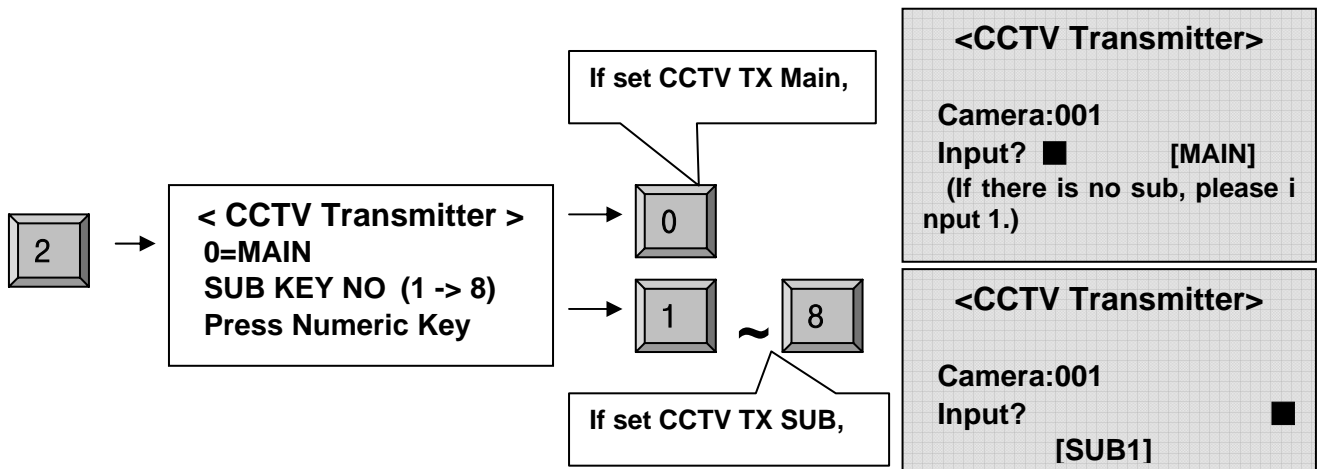 2
< CCTV Transmitter >
0=MAIN
SUB KEY NO (1 -> 8)
Press Numeric Key
If set CCTV TX Main,
0
1 ~ 8
If set CCTV TX SUB,
<CCTV Transmitter>
Camera:001
Input? [MAIN]
(If there is no sub, please i
nput 1.)
<CCTV Transmitter>
Camera:001
Input?
[SUB1]